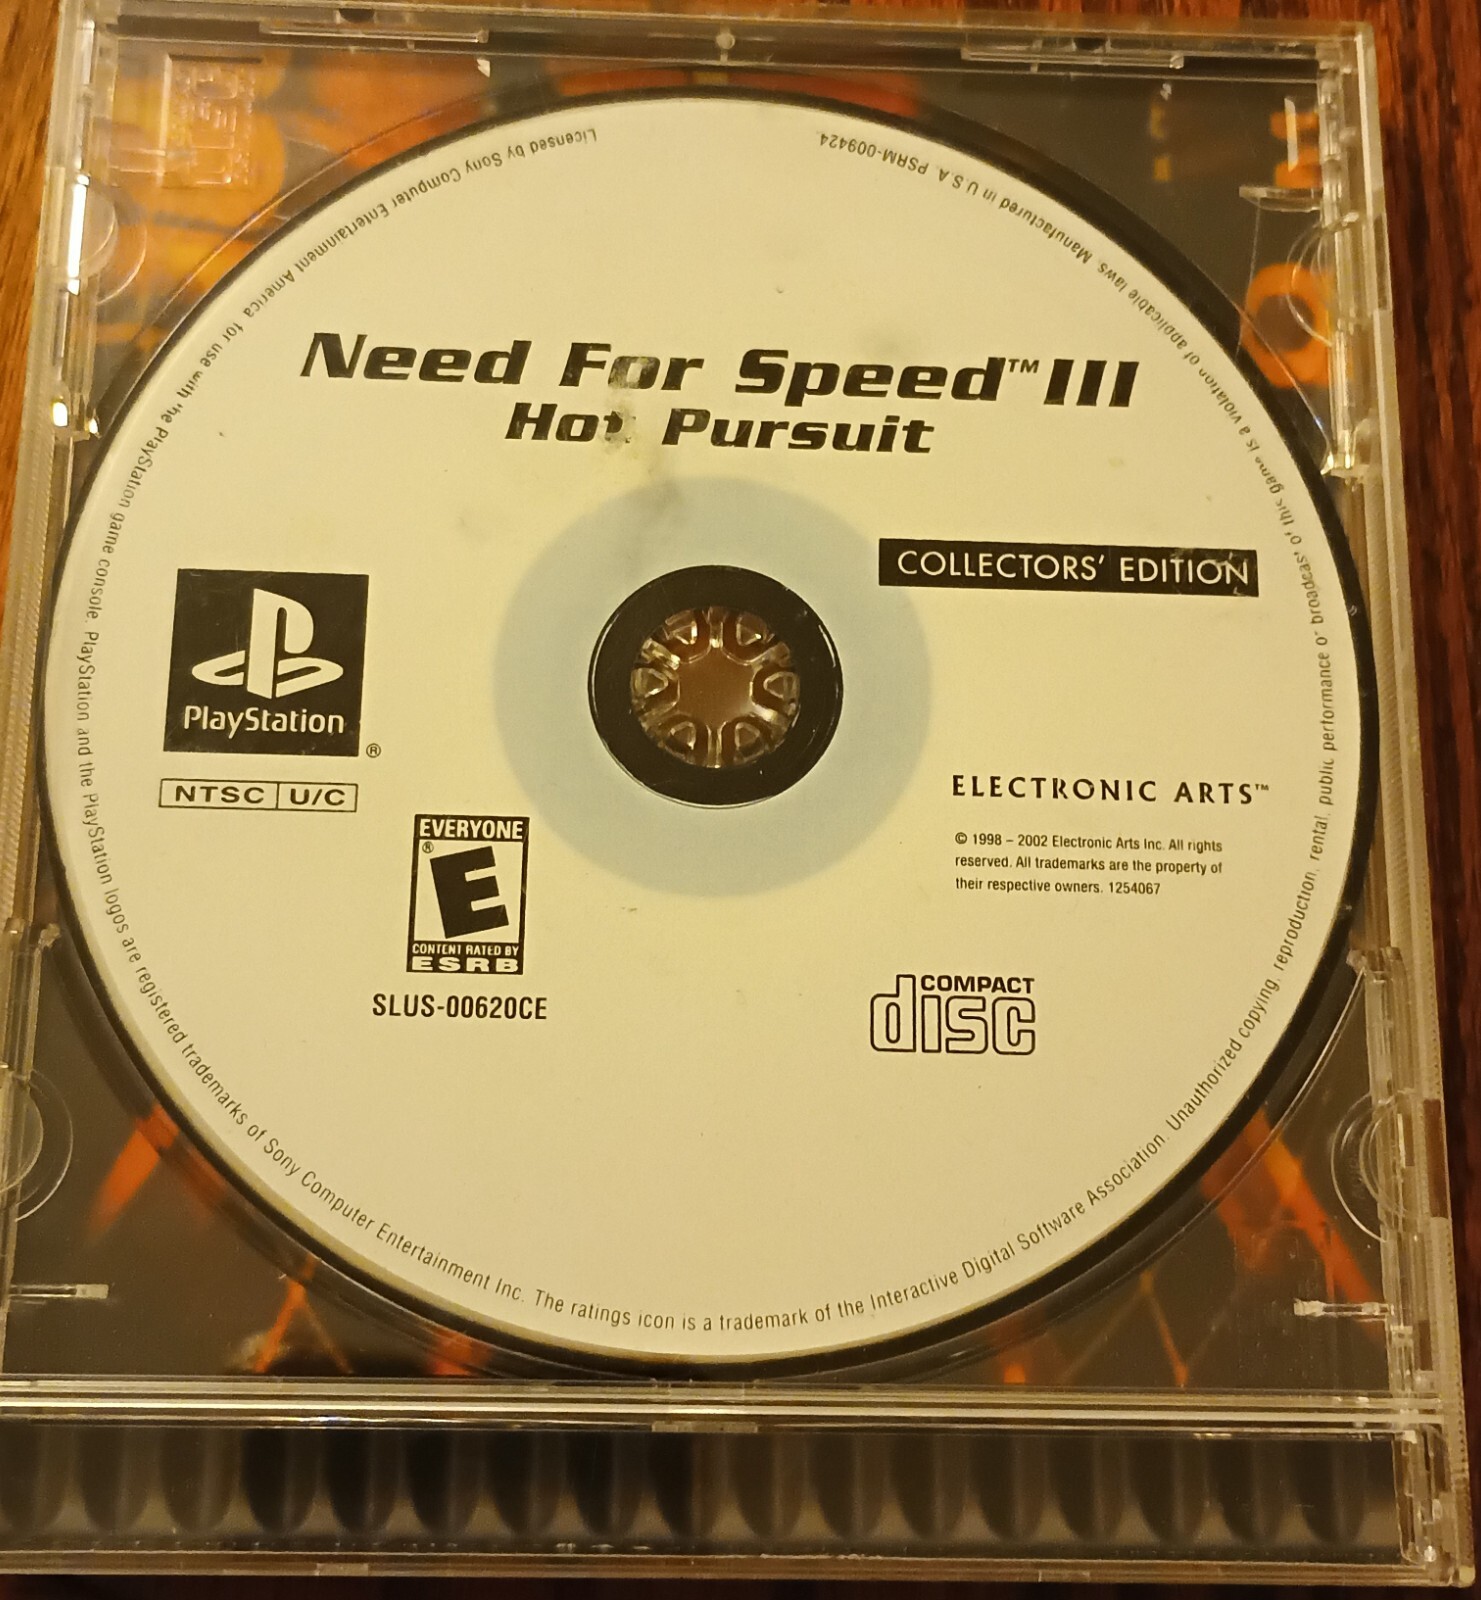 Need For Speed™ III
Hot Pursuit
COLLECTORS' EDITION
PlayStation
®
NTSC U/C
EVERYONE
®
E
CONTENT RATED BY
ESRB
SLUS-00620CE
ELECTRONIC ARTS™
© 1998 – 2002 Electronic Arts Inc. All rights
reserved. All trademarks are the property of
their respective owners. 1254067
COMPACT
disc
Licensed by Sony Computer Entertainment America for use with the PlayStation game console. PlayStation and the PlayStation logos are registered trademarks of Sony Computer Entertainment Inc. The ratings icon is a trademark of the Interactive Digital Software Association. Unauthorized copying, reproduction, rental, public performance or broadcast of this game is a violation of applicable laws. Manufactured in U.S.A. PSRM-009424